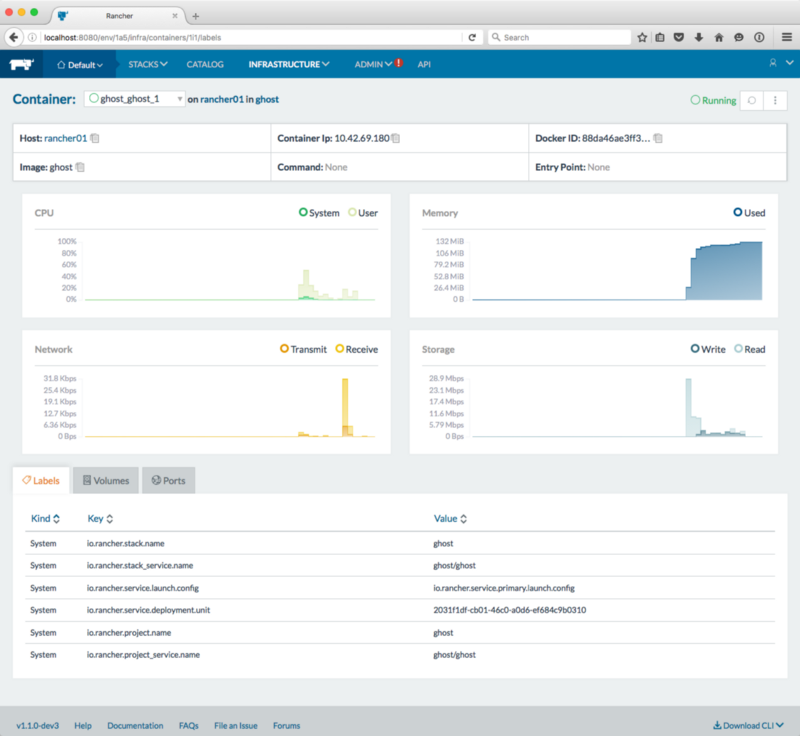 Rancher
localhost:8080/env/1a5/infra/containers/1i1/labels
Search
Default STACKS CATALOG INFRASTRUCTURE ADMIN ! API
Container: ghost_ghost_1 on rancher01 in ghost Running
Host: rancher01 Container Ip: 10.42.69.180 Docker ID: 88da46ae3ff3...
Image: ghost Command: None Entry Point: None
CPU System User
100%
80%
60%
40%
20%
0%
Memory Used
132 MiB
106 MiB
79.2 MiB
52.8 MiB
26.4 MiB
0 B
Network Transmit Receive
31.8 Kbps
25.4 Kbps
19.1 Kbps
12.7 Kbps
6.36 Kbps
0 Bps
Storage Write Read
28.9 Mbps
23.1 Mbps
17.4 Mbps
11.6 Mbps
5.79 Mbps
0 Bps
Labels Volumes Ports
Kind Key Value
System io.rancher.stack.name ghost
System io.rancher.stack_service.name ghost/ghost
System io.rancher.service.launch.config io.rancher.service.primary.launch.config
System io.rancher.service.deployment.unit 2031f1df-cb01-46c0-a0d6-ef684c9b0310
System io.rancher.project.name ghost
System io.rancher.project_service.name ghost/ghost
v1.1.0-dev3 Help Documentation FAQs File an Issue Forums Download CLI